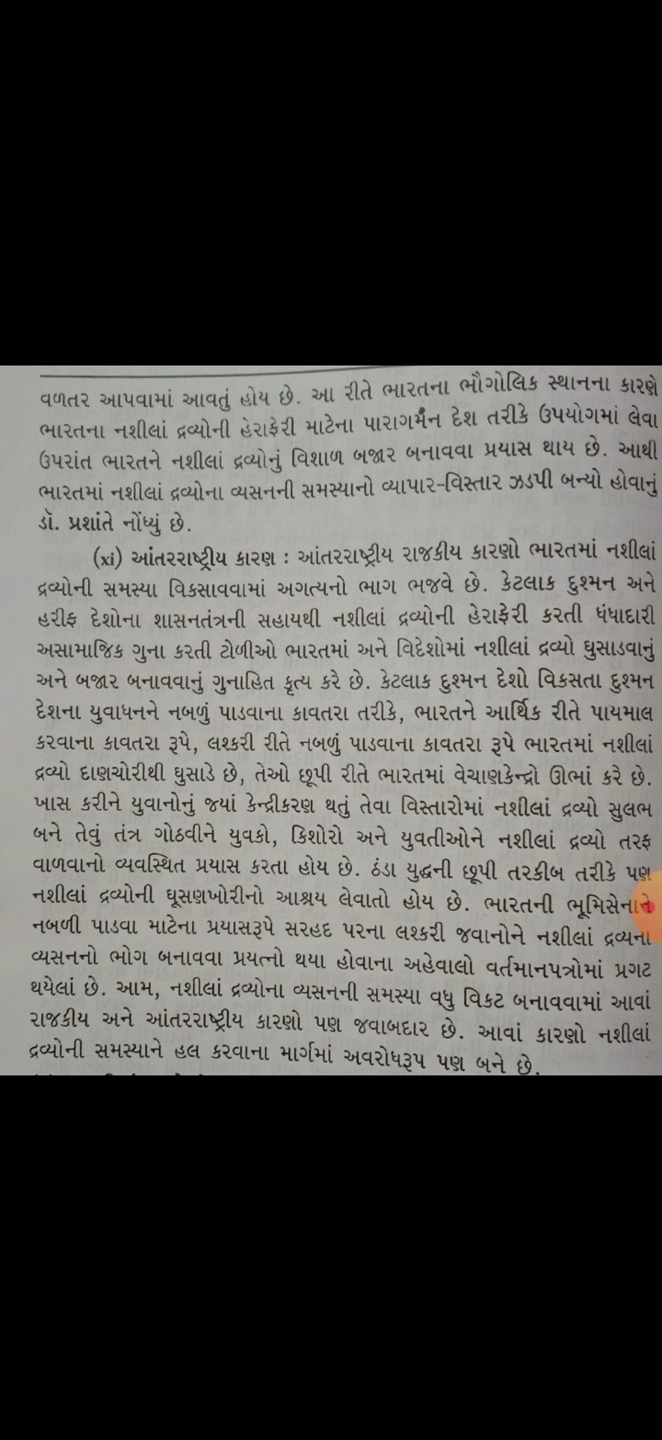 વળતર આપવામાં આવતું હોય છે. આ રીતે ભારતના ભૌગોલિક સ્થાનના કારણે
ભારતના નશીલાં દ્રવ્યોની હેરાફેરી માટેના પારાગમન દેશ તરીકે ઉપયોગમાં લેવા
ઉપરાંત ભારતને નશીલાં દ્રવ્યોનું વિશાળ બજાર બનાવવા પ્રયાસ થાય છે. આથી
ભારતમાં નશીલાં દ્રવ્યોના વ્યસનની સમસ્યાનો વ્યાપાર-વિસ્તાર ઝડપી બન્યો હોવાનું
ડૉ. પ્રશાંતે નોંધ્યું છે.
(xi) આંતરરાષ્ટ્રીય કારણ : આંતરરાષ્ટ્રીય રાજકીય કારણો ભારતમાં નશીલાં
દ્રવ્યોની સમસ્યા વિકસાવવામાં અગત્યનો ભાગ ભજવે છે. કેટલાક દુશ્મન અને
હરીફ દેશોના શાસનતંત્રની સહાયથી નશીલાં દ્રવ્યોની હેરાફેરી કરતી ધંધાદારી
અસામાજિક ગુના કરતી ટોળીઓ ભારતમાં અને વિદેશોમાં નશીલાં દ્રવ્યો ઘુસાડવાનું
અને બજાર બનાવવાનું ગુનાહિત કૃત્ય કરે છે. કેટલાક દુશ્મન દેશો વિકસતા દુશ્મન
દેશના યુવાધનને નબળું પાડવાના કાવતરા તરીકે, ભારતને આર્થિક રીતે પાયમાલ
કરવાના કાવતરા રૂપે, લશ્કરી રીતે નબળું પાડવાના કાવતરા રૂપે ભારતમાં નશીલાં
દ્રવ્યો દાણચોરીથી ઘુસાડે છે, તેઓ છૂપી રીતે ભારતમાં વેચાણકેન્દ્રો ઊભાં કરે છે.
ખાસ કરીને યુવાનોનું જયાં કેન્દ્રીકરણ થતું તેવા વિસ્તારોમાં નશીલાં દ્રવ્યો સુલભ
બને તેવું તંત્ર ગોઠવીને યુવકો, કિશોરો અને યુવતીઓને નશીલાં દ્રવ્યો તરફ
વાળવાનો વ્યવસ્થિત પ્રયાસ કરતા હોય છે. ઠંડા યુદ્ધની છૂપી તરકીબ તરીકે પણ
નશીલાં દ્રવ્યોની ઘૂસણખોરીનો આશ્રય લેવાતો હોય છે. ભારતની ભૂમિસેનાને
નબળી પાડવા માટેના પ્રયાસરૂપે સરહદ પરના લશ્કરી જવાનોને નશીલાં દ્રવ્યના
વ્યસનનો ભોગ બનાવવા પ્રયત્નો થયા હોવાના અહેવાલો વર્તમાનપત્રોમાં પ્રગટ
થયેલાં છે. આમ, નશીલાં દ્રવ્યોના વ્યસનની સમસ્યા વધુ વિકટ બનાવવામાં આવાં
રાજકીય અને આંતરરાષ્ટ્રીય કારણો પણ જવાબદાર છે. આવાં કારણો નશીલાં
દ્રવ્યોની સમસ્યાને હલ કરવાના માર્ગમાં અવરોધરૂપ પણ બને છે.